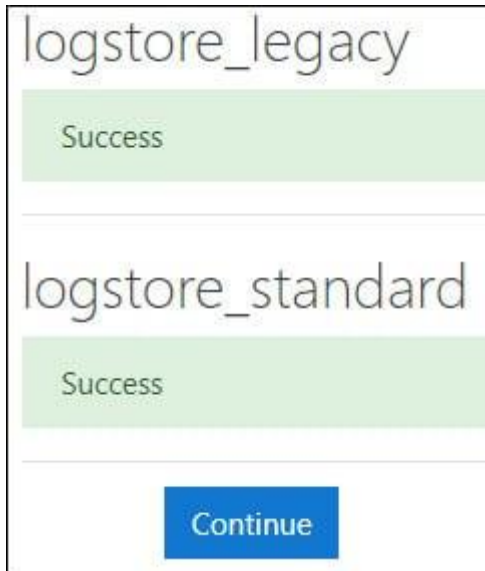 logstore_legacy
Success
logstore_standard
Success
Continue